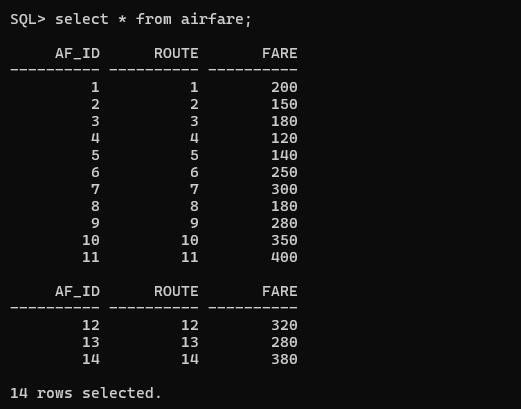 SQL> select * from airfare;
AF_ID ROUTE FARE
---------- ---------- ----------
1 1 200
2 2 150
3 3 180
4 4 120
5 5 140
6 6 250
7 7 300
8 8 180
9 9 280
10 10 350
11 11 400
AF_ID ROUTE FARE
---------- ---------- ----------
12 12 320
13 13 280
14 14 380
14 rows selected.